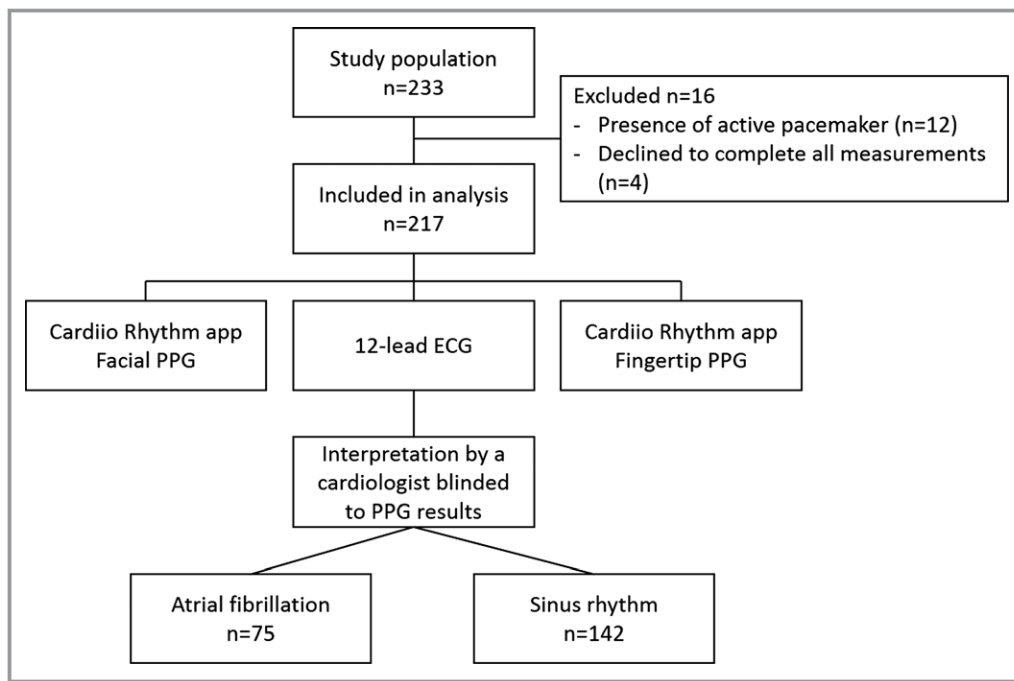 Study population
n=233
Excluded n=16
- Presence of active pacemaker (n=12)
- Declined to complete all measurements
(n=4)
Included in analysis
n=217
Cardiio Rhythm app
Facial PPG
12-lead ECG
Cardiio Rhythm app
Fingertip PPG
Interpretation by a
cardiologist blinded
to PPG results
Atrial fibrillation
n=75
Sinus rhythm
n=142